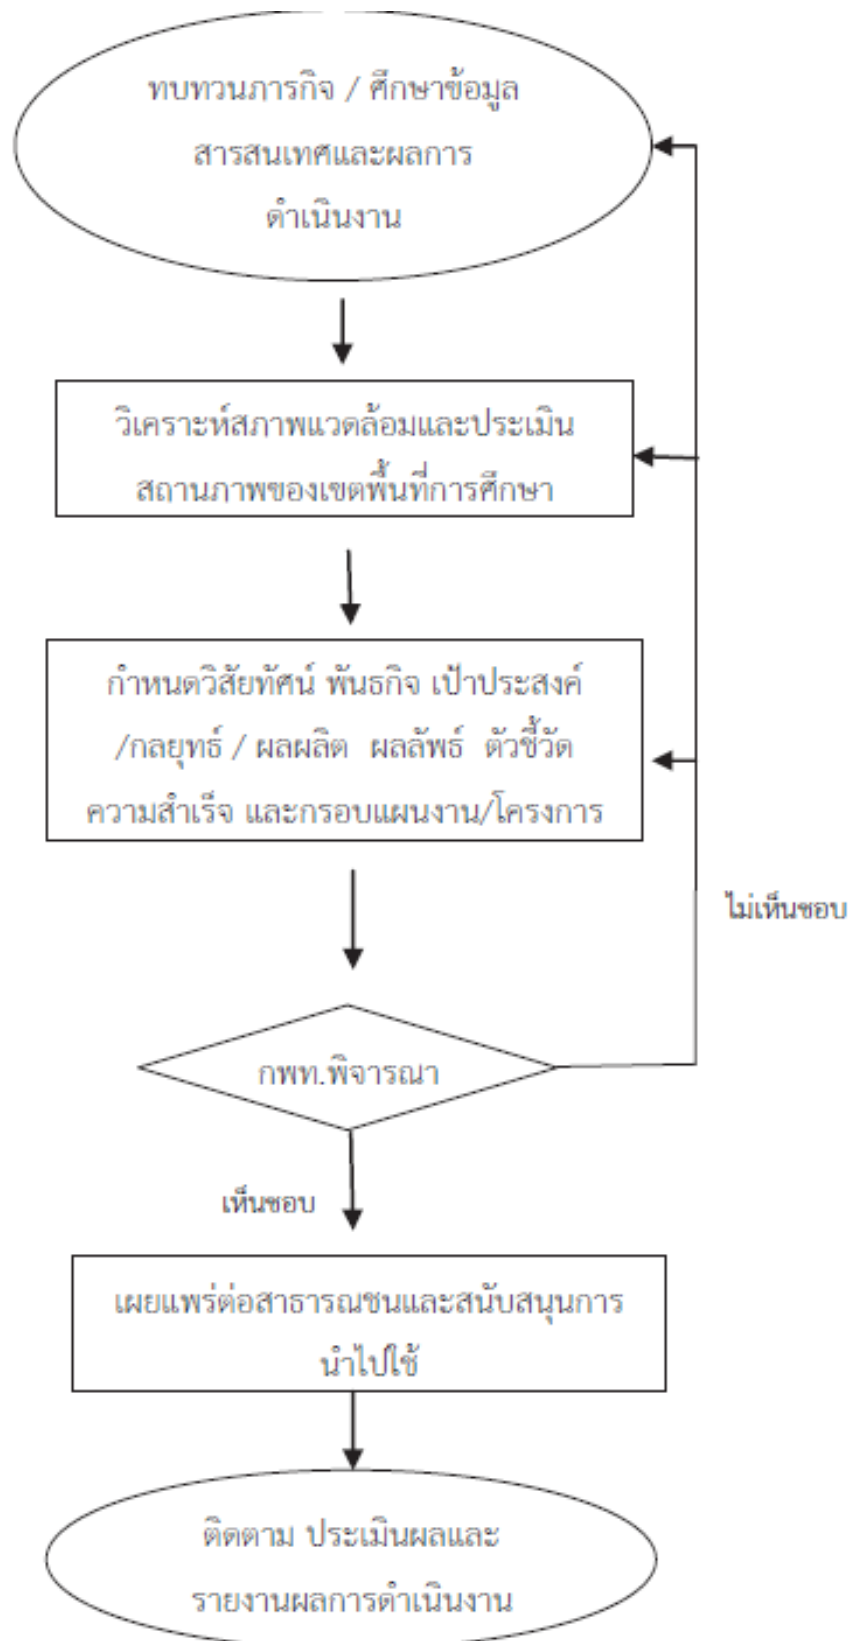 ทบทวนภารกิจ / ศึกษาข้อมูล
สารสนเทศและผลการ
ดำเนินงาน
วิเคราะห์สภาพแวดล้อมและประเมิน
สถานภาพของเขตพื้นที่การศึกษา
กำหนดวิสัยทัศน์ พันธกิจ เป้าประสงค์
/กลยุทธ์ / ผลผลิต ผลลัพธ์ ตัวชี้วัด
ความสำเร็จ และกรอบแผนงาน/โครงการ
ไม่เห็นชอบ
กพท.พิจารณา
เห็นชอบ
เผยแพร่ต่อสาธารณชนและสนับสนุนการ
นำไปใช้
ติดตาม ประเมินผลและ
รายงานผลการดำเนินงาน